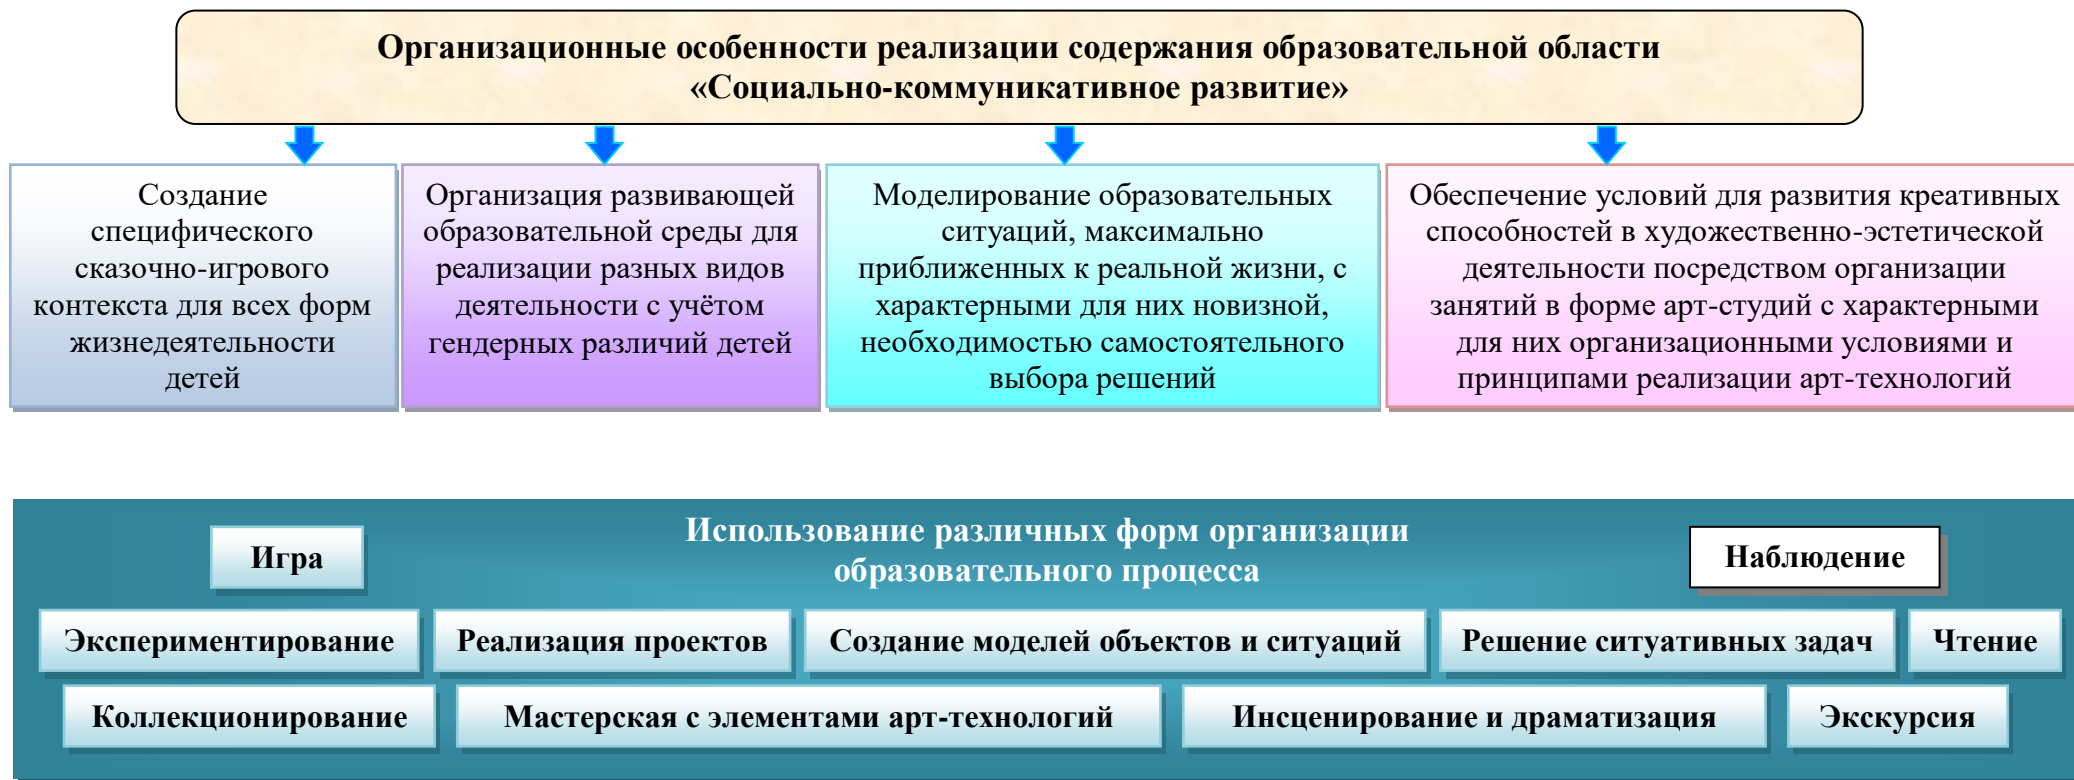 Организационные особенности реализации содержания образовательной области
«Социально-коммуникативное развитие»
Создание
специфического
сказочно-игрового
контекста для всех форм
жизнедеятельности
детей
Организация развивающей
образовательной среды для
реализации разных видов
деятельности с учётом
гендерных различий детей
Моделирование образовательных
ситуаций, максимально
приближенных к реальной жизни, с
характерными для них новизной,
необходимостью самостоятельного
выбора решений
Обеспечение условий для развития креативных
способностей в художественно-эстетической
деятельности посредством организации
занятий в форме арт-студий с характерными
для них организационными условиями и
принципами реализации арт-технологий
Использование различных форм организации
образовательного процесса
Игра
Наблюдение
Экспериментирование
Реализация проектов
Создание моделей объектов и ситуаций
Решение ситуативных задач
Чтение
Коллекционирование
Мастерская с элементами арт-технологий
Инсценирование и драматизация
Экскурсия